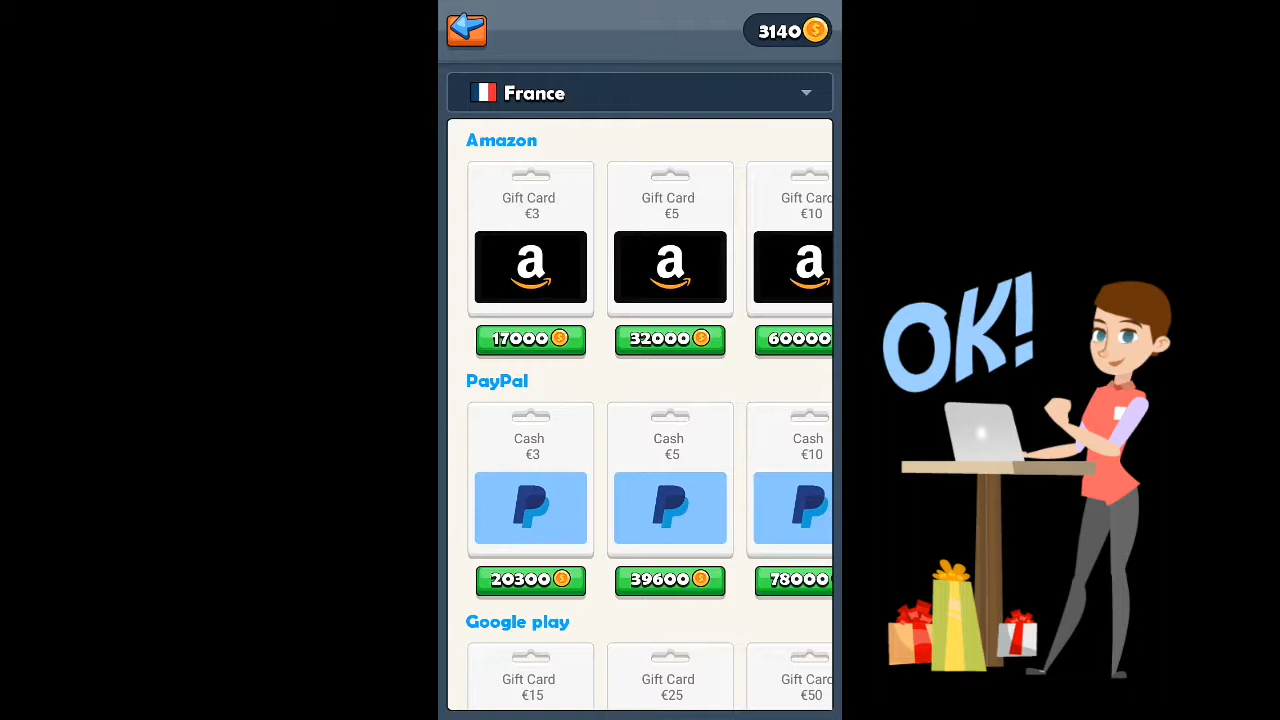 3140
France
Amazon
Gift Card
€3
Gift Card
€5
Gift Card
€10
a
a
a
17000
32000
60000
PayPal
Cash
€3
Cash
€5
Cash
€10
20300
39600
78000
Google play
Gift Card
€15
Gift Card
€25
Gift Card
€50
OK!